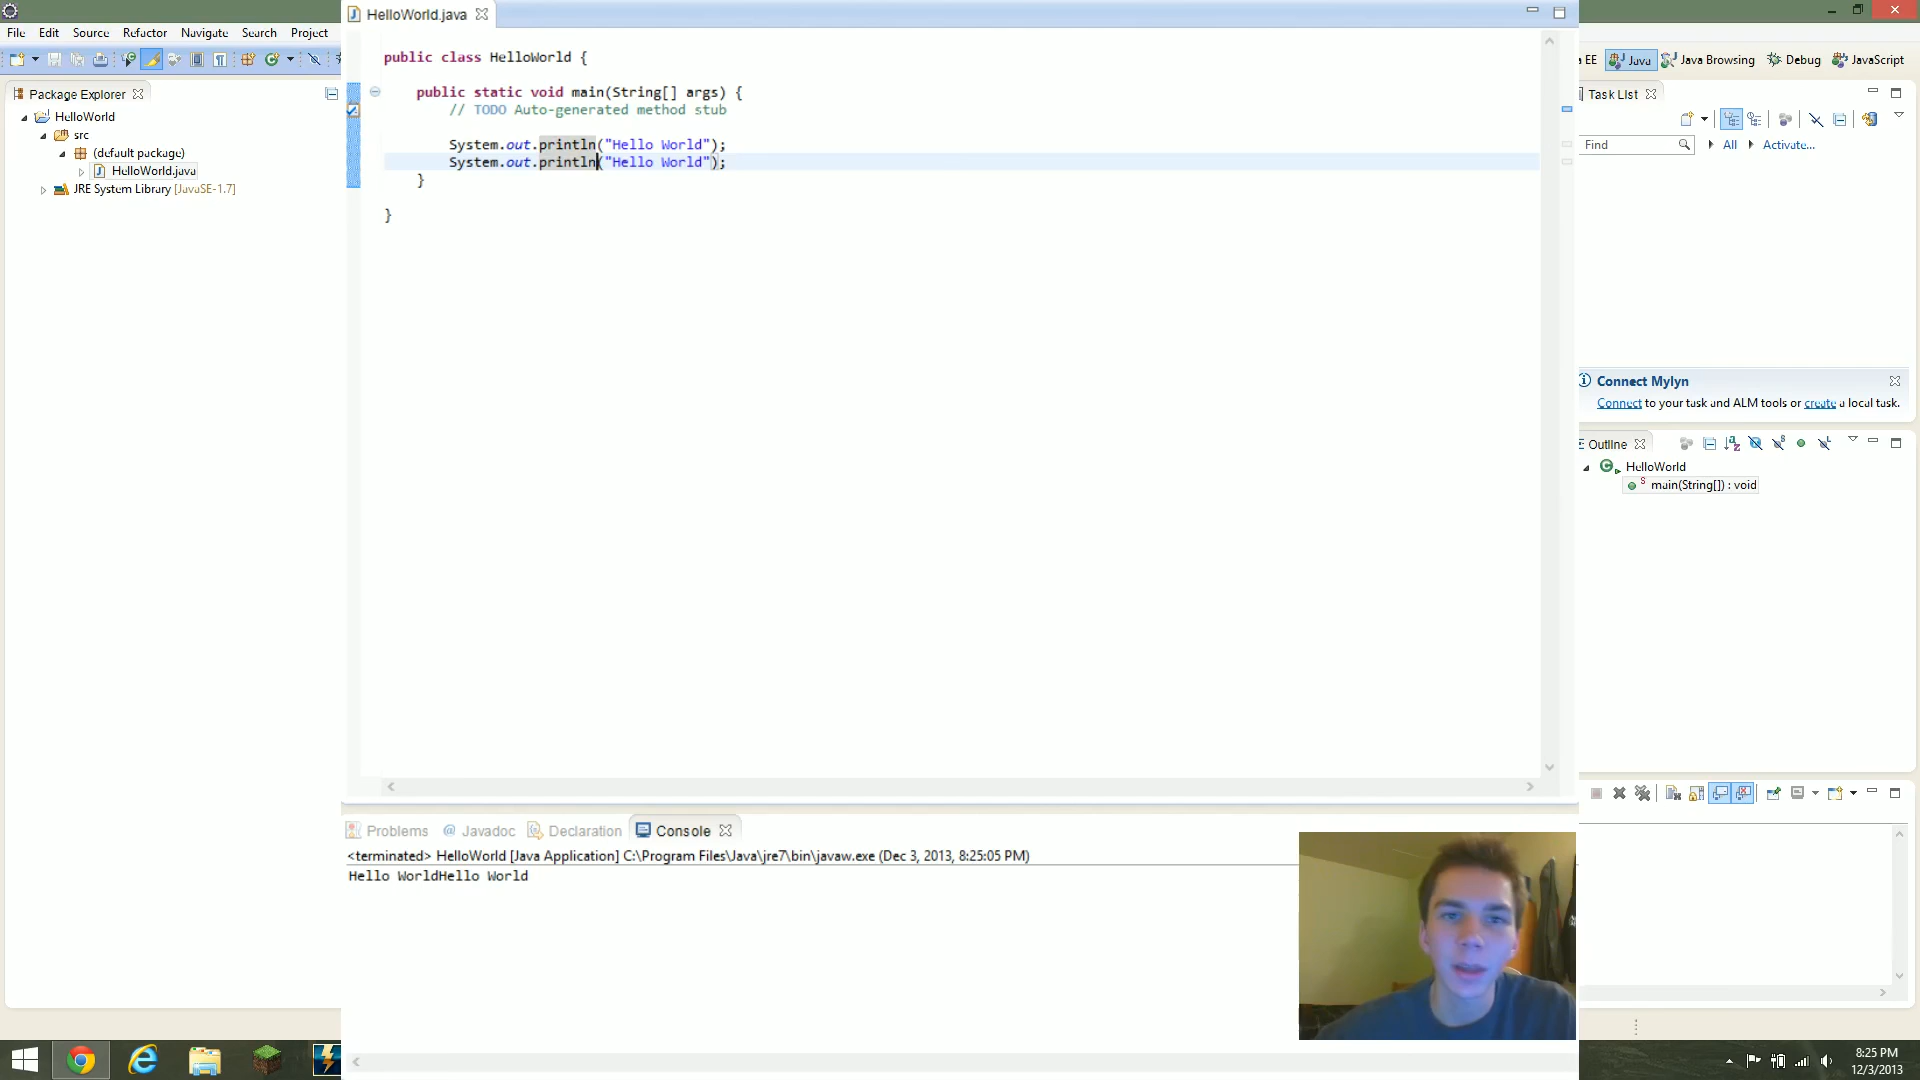 HelloWorld.java
File Edit Source Refactor Navigate Search Project
EE Java Java Browsing Debug JavaScript
Package Explorer
HelloWorld
src
(default package)
HelloWorld.java
JRE System Library [JavaSE-1.7]
public class HelloWorld {
public static void main(String[] args) {
// TODO Auto-generated method stub
System.out.println("Hello World");
System.out.println("Hello World");
}
}
Task List
Find All Activate...
Connect Mylyn
Connect to your task and ALM tools or create a local task.
Outline
HelloWorld
main(String[]) : void
Problems @ Javadoc Declaration Console
<terminated> HelloWorld [Java Application] C:\Program Files\Java\jre7\bin\javaw.exe (Dec 3, 2013, 8:25:05 PM)
Hello WorldHello World
8:25 PM
12/3/2013